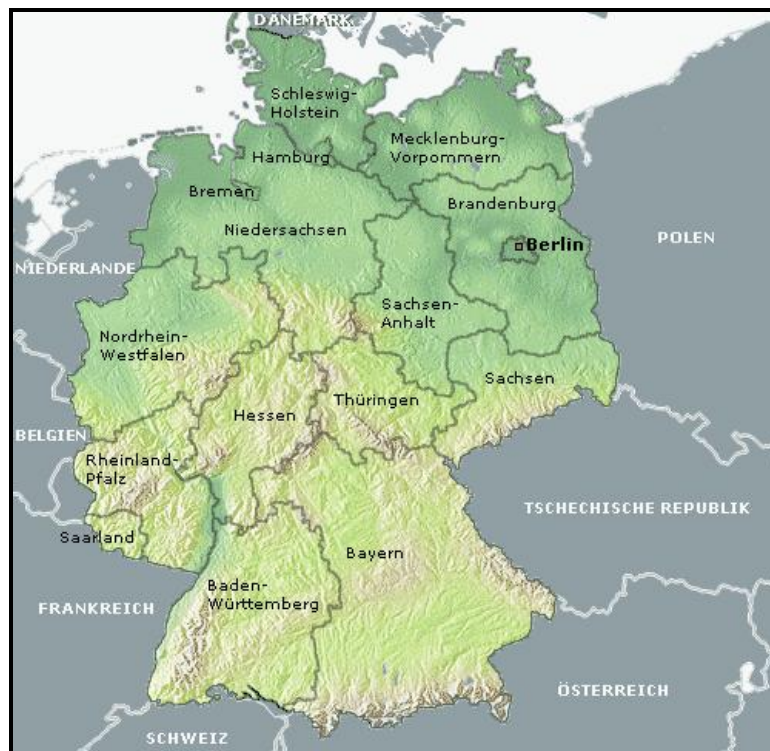 DÄNEMARK
Schleswig-
Holstein
Mecklenburg-
Vorpommern
Hamburg
Bremen
Brandenburg
Niedersachsen
Berlin
POLEN
NIEDERLANDE
Sachsen-
Anhalt
Nordrhein-
Westfalen
Sachsen
Thüringen
Hessen
BELGIEN
Rheinland-
Pfalz
TSCHECHISCHE REPUBLIK
Saarland
Bayern
Baden-
Württemberg
FRANKREICH
ÖSTERREICH
SCHWEIZ